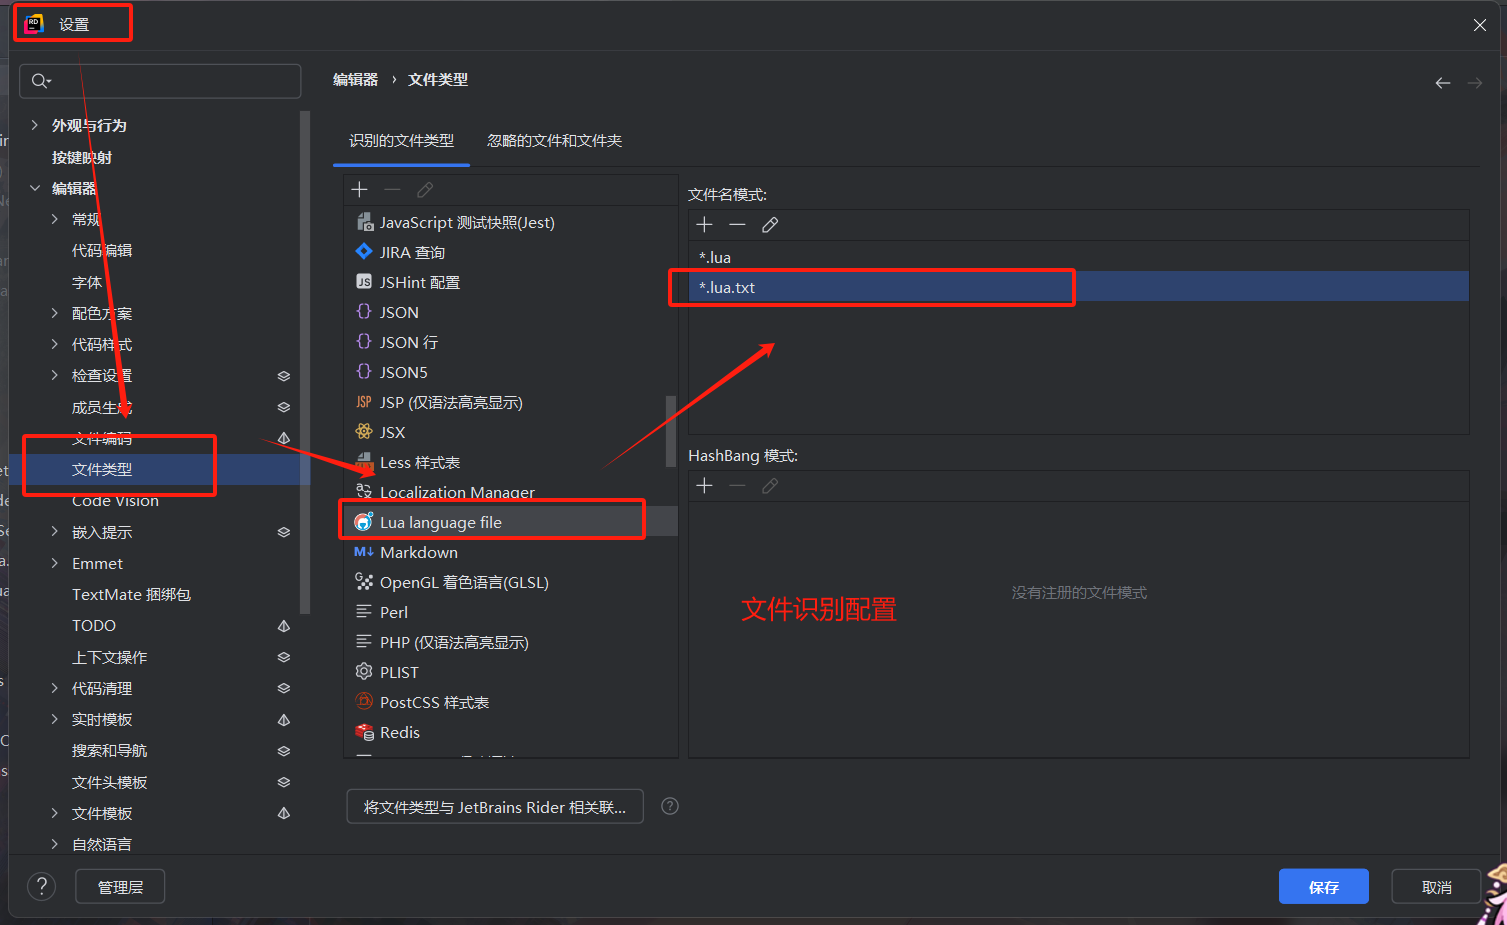 RD 设置
编辑器 › 文件类型
外观与行为
按键映射
编辑器
常规
代码编辑
字体
配色方案
代码样式
检查设置
成员生成
文件编码
文件类型
Code Vision
嵌入提示
Emmet
TextMate 捆绑包
TODO
上下文操作
代码清理
实时模板
搜索和导航
文件头模板
文件模板
自然语言
识别的文件类型 忽略的文件和文件夹
JavaScript 测试快照(Jest)
JIRA 查询
JSHint 配置
JSON
JSON 行
JSON5
JSP (仅语法高亮显示)
JSX
Less 样式表
Localization Manager
Lua language file
Markdown
OpenGL 着色语言(GLSL)
Perl
PHP (仅语法高亮显示)
PLIST
PostCSS 样式表
Redis
文件名模式:
*.lua
*.lua.txt
HashBang 模式:
没有注册的文件模式
文件识别配置
将文件类型与 JetBrains Rider 相关联...
?
管理层
保存
取消